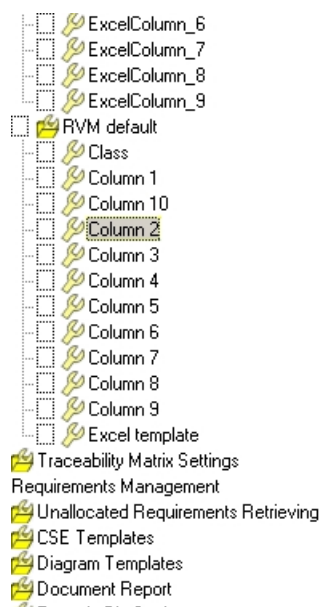 ExcelColumn_6
ExcelColumn_7
ExcelColumn_8
ExcelColumn_9
RVM default
Class
Column 1
Column 10
Column 2
Column 3
Column 4
Column 5
Column 6
Column 7
Column 8
Column 9
Excel template
Traceability Matrix Settings
Requirements Management
Unallocated Requirements Retrieving
CSE Templates
Diagram Templates
Document Report